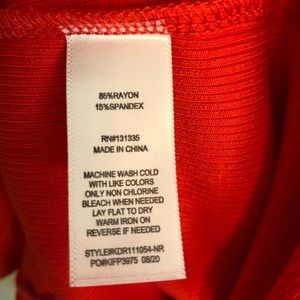 85%RAYON
15%SPANDEX
RN#131335
MADE IN CHINA
MACHINE WASH COLD
WITH LIKE COLORS
ONLY NON CHLORINE
BLEACH WHEN NEEDED
LAY FLAT TO DRY
WARM IRON ON
REVERSE IF NEEDED
STYLE#KDR111054-NR
PO#KIFP3975 08/20